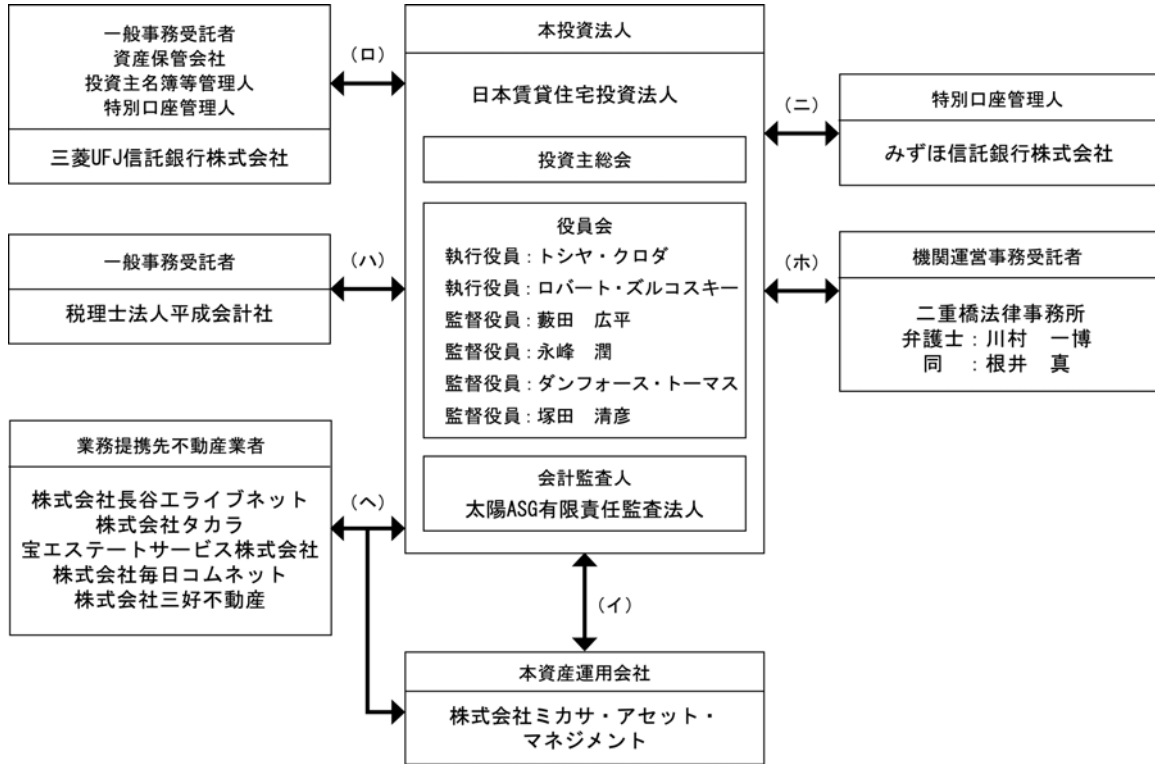 一般事務受託者
資産保管会社
投資主名簿等管理人
特別口座管理人
三菱UFJ信託銀行株式会社
(ロ)
本投資法人
日本賃貸住宅投資法人
投資主総会
役員会
執行役員：トシヤ・クロダ
執行役員：ロバート・ズルコスキー
監督役員：藪田　広平
監督役員：永峰　潤
監督役員：ダンフォース・トーマス
監督役員：塚田　清彦
会計監査人
太陽ASG有限責任監査法人
(ニ)
特別口座管理人
みずほ信託銀行株式会社
一般事務受託者
税理士法人平成会計社
(ハ)
(ホ)
機関運営事務受託者
二重橋法律事務所
弁護士：川村　一博
同　：根井　真
業務提携先不動産業者
株式会社長谷工ライブネット
株式会社タカラ
宝エステートサービス株式会社
株式会社毎日コムネット
株式会社三好不動産
(ヘ)
(イ)
本資産運用会社
株式会社ミカサ・アセット・
マネジメント